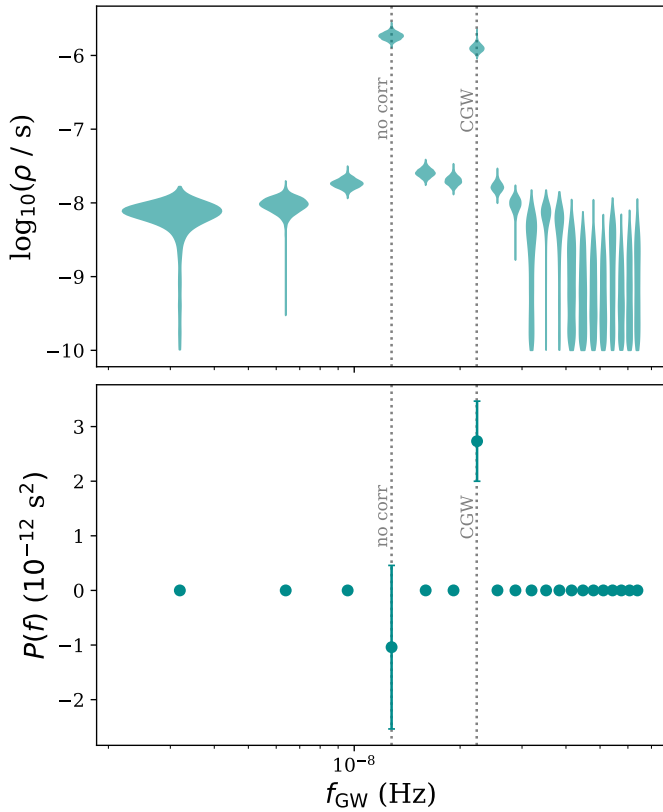 −6
−7
−8
−9
−10
log₁₀(ρ / s)
no corr
CGW
3
2
1
0
−1
−2
P(f) (10⁻¹² s²)
no corr
CGW
10⁻⁸
f_GW (Hz)